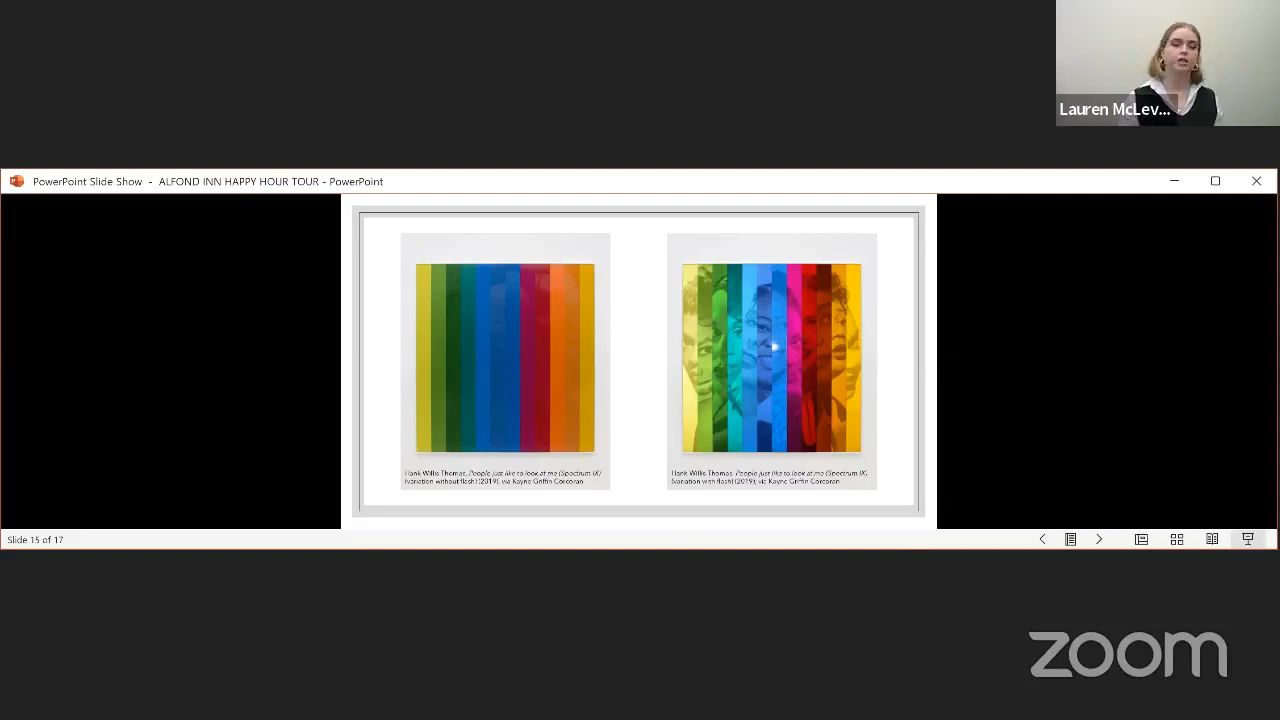 Lauren McLev...
PowerPoint Slide Show - ALFOND INN HAPPY HOUR TOUR - PowerPoint
Hank Willis Thomas, People just like to look at me (Spectrum IX)
(variation without flash) (2019), via Kayne Griffin Corcoran
Hank Willis Thomas, People just like to look at me (Spectrum IX)
(variation with flash) (2019), via Kayne Griffin Corcoran
Slide 15 of 17
zoom